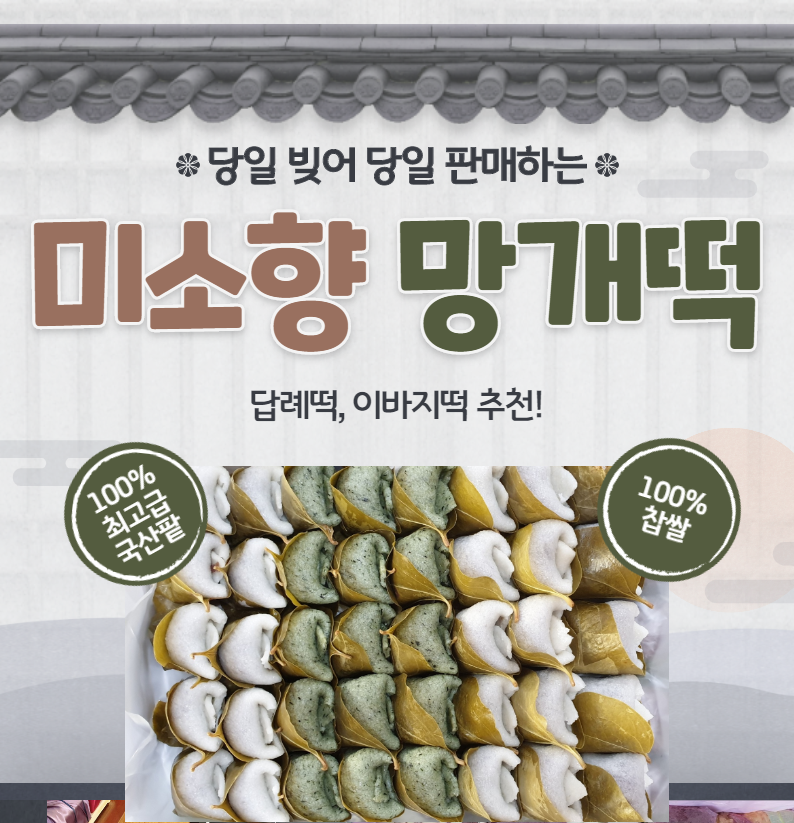 당일 빚어 당일 판매하는
미소향 망개떡
답례떡, 이바지떡 추천!
100%
최고급
국산팥
100%
찹쌀